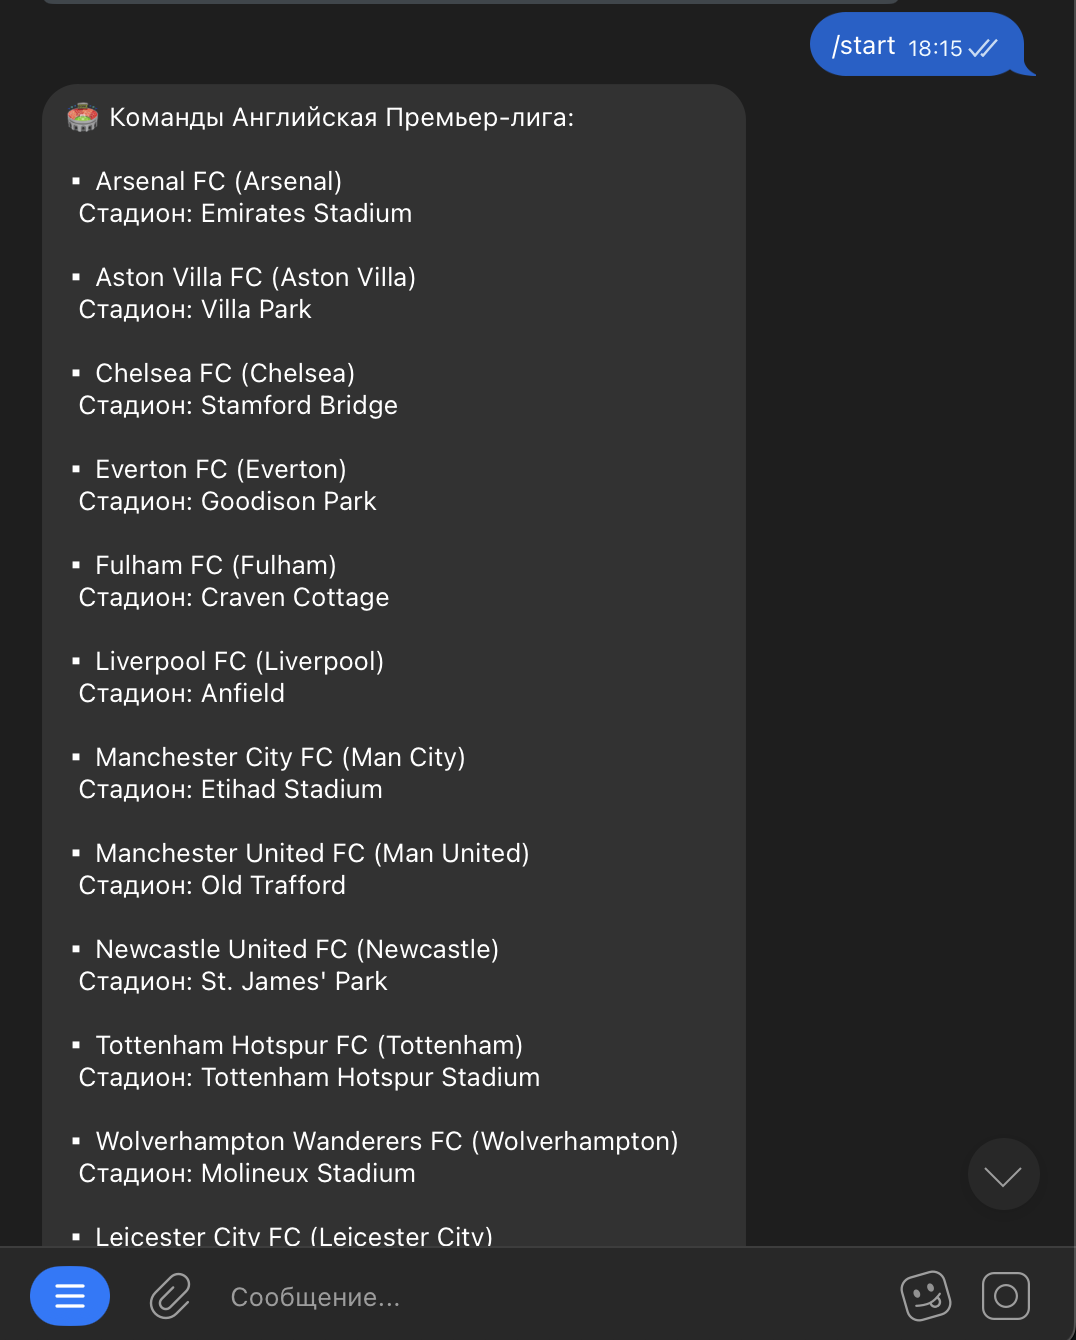 /start 18:15
Команды Английская Премьер-лига:
▪ Arsenal FC (Arsenal)
Стадион: Emirates Stadium
▪ Aston Villa FC (Aston Villa)
Стадион: Villa Park
▪ Chelsea FC (Chelsea)
Стадион: Stamford Bridge
▪ Everton FC (Everton)
Стадион: Goodison Park
▪ Fulham FC (Fulham)
Стадион: Craven Cottage
▪ Liverpool FC (Liverpool)
Стадион: Anfield
▪ Manchester City FC (Man City)
Стадион: Etihad Stadium
▪ Manchester United FC (Man United)
Стадион: Old Trafford
▪ Newcastle United FC (Newcastle)
Стадион: St. James' Park
▪ Tottenham Hotspur FC (Tottenham)
Стадион: Tottenham Hotspur Stadium
▪ Wolverhampton Wanderers FC (Wolverhampton)
Стадион: Molineux Stadium
▪ Leicester City FC (Leicester City)
Сообщение...